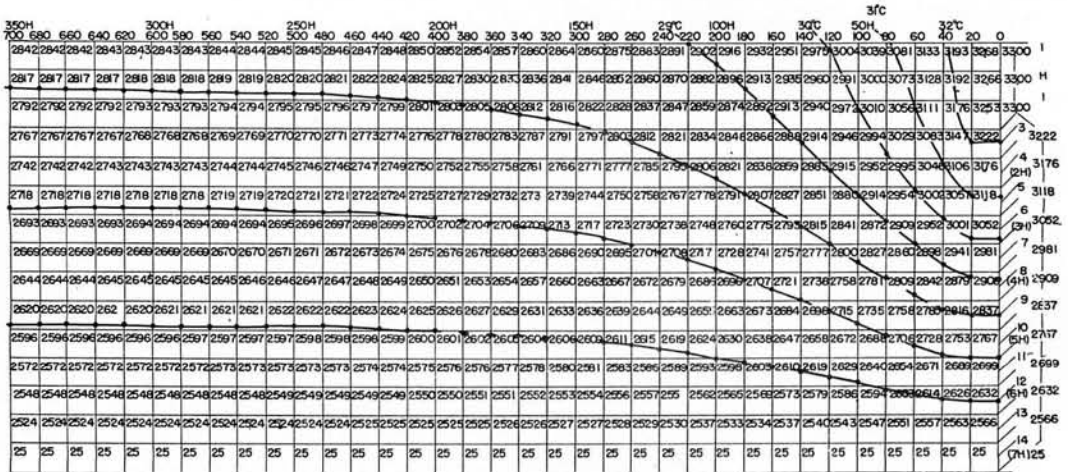 31°C
350H 300H 250H 200H 150H 29°C 100H 30°C 50H 32°C
700 680 660 640 620 600 580 560 540 520 500 480 460 440 420 400 380 360 340 320 300 280 260 240 220 200 180 160 140 120 100 80 60 40 20 0
2842 2842 2842 2843 2843 2843 2844 2844 2844 2845 2845 2846 2847 2848 2850 2852 2854 2857 2860 2864 2860 2875 2883 2891 2902 2916 2932 2951 2975 3004 3039 3081 3133 3193 3258 3300 1
2817 2817 2817 2817 2818 2818 2818 2819 2819 2820 2820 2821 2822 2824 2825 2827 2830 2833 2836 2841 2846 2852 2860 2870 2882 2896 2913 2935 2960 2991 3000 3073 3128 3192 3266 3300 H
2792 2792 2792 2792 2793 2793 2793 2794 2794 2795 2795 2796 2797 2799 2801 2803 2805 2806 2812 2816 2822 2828 2837 2847 2859 2874 2892 2913 2940 2972 3010 3056 3111 3176 3253 3300 1
2767 2767 2767 2767 2768 2768 2768 2769 2769 2770 2770 2771 2773 2774 2776 2778 2780 2783 2787 2791 2797 2803 2812 2821 2834 2848 2866 2888 2914 2946 2994 3029 3083 3147 3222 3222 3
2742 2742 2742 2743 2743 2743 2744 2744 2745 2746 2746 2747 2749 2750 2752 2755 2758 2761 2766 2771 2777 2785 2795 2806 2821 2838 2859 2885 2915 2952 2995 3046 3106 3176 4 (2H) 3176
2718 2718 2718 2718 2718 2718 2719 2719 2720 2721 2721 2722 2724 2725 2727 2729 2732 273 2739 2744 2750 2758 2767 2778 2791 2807 2827 2851 2880 2914 2954 3002 3057 3118 5 3118
2693 2693 2693 2693 2694 2694 2694 2694 2695 2696 2696 2697 2698 2699 2700 2702 2704 2706 2709 2713 2717 2723 2730 2738 2748 2760 2775 2793 2815 2841 2872 2909 2952 3001 3052 6 (3H) 3052
2669 2669 2669 2669 2669 2669 2669 2670 2670 2671 2671 2672 2673 2674 2675 2676 2678 2680 2683 2686 2690 2695 2701 2708 2717 2728 2741 2757 2777 2800 2827 2860 2898 2941 2981 7 2981
2644 2644 2644 2645 2645 2645 2645 2646 2646 2647 2647 2648 2649 2650 2651 2653 2654 2657 2660 2663 2667 2672 2679 2689 2696 2707 2721 2738 2758 2781 2809 2842 2879 2908 8 (4H) 2909
2620 2620 2620 262 2620 2620 2621 2621 2621 2621 2622 2622 2623 2624 2625 2626 2627 2629 2631 2633 2636 2639 2644 2649 2655 2663 2673 2684 2698 2715 2735 2758 2780 2816 2837 9 2837
2596 2596 2596 2596 2596 2596 2596 2597 2597 2597 2598 2598 2598 2599 2600 2601 2602 2605 2604 2606 2609 2611 2615 2619 2624 2630 2638 2647 2658 2672 2688 2706 2728 2753 2767 10 (5H) 2767
2572 2572 2572 2572 2572 2572 2573 2573 2573 2573 2573 2574 2574 2575 2576 2576 2577 2578 2580 2581 2583 2586 2589 2593 2598 2603 2610 2619 2629 2640 2654 2671 2689 2699 11 2699
2548 2548 2548 2548 2548 2548 2548 2549 2549 2549 2549 2549 2550 2550 2551 2551 2552 2553 2554 2556 2557 255 2562 2565 2569 2573 2579 2586 2594 2603 2614 2626 2632 12 (6H) 2632
2524 2524 2524 2524 2524 2524 2524 2524 2524 2524 2524 2524 2525 2525 2525 2525 2526 2526 2527 2527 2528 2529 2530 2537 2533 2534 2537 2540 2543 2547 2551 2557 2563 2566 13 2566
25 25 25 25 25 25 25 25 25 25 25 25 25 25 25 25 25 25 25 25 25 25 25 25 25 25 25 25 25 25 25 25 25 25 25 14 (7H) 25